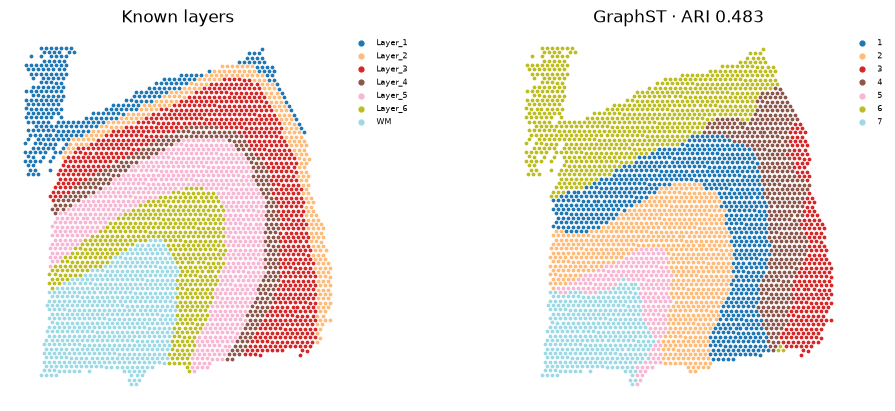 Known layers
Layer_1
Layer_2
Layer_3
Layer_4
Layer_5
Layer_6
WM
GraphST · ARI 0.483
1
2
3
4
5
6
7